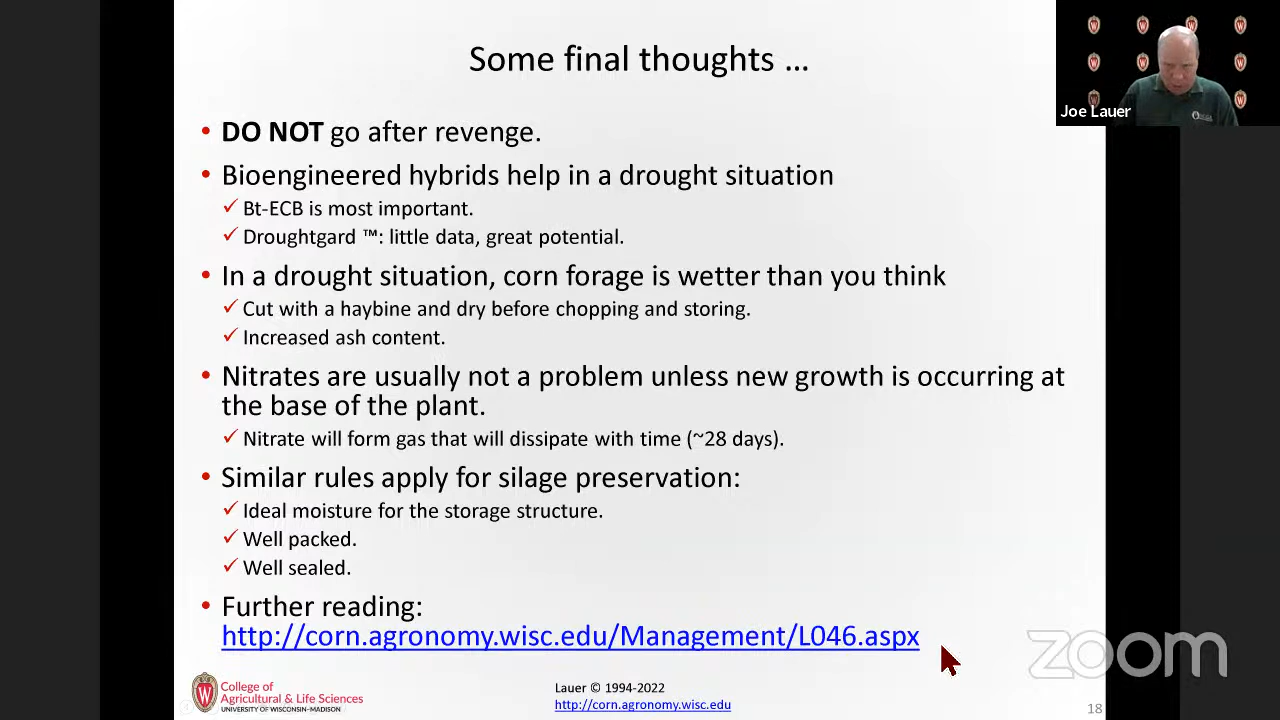 Some final thoughts …
Joe Lauer
• DO NOT go after revenge.
• Bioengineered hybrids help in a drought situation
✓ Bt-ECB is most important.
✓ Droughtgard ™: little data, great potential.
• In a drought situation, corn forage is wetter than you think
✓ Cut with a haybine and dry before chopping and storing.
✓ Increased ash content.
• Nitrates are usually not a problem unless new growth is occurring at
the base of the plant.
✓ Nitrate will form gas that will dissipate with time (~28 days).
• Similar rules apply for silage preservation:
✓ Ideal moisture for the storage structure.
✓ Well packed.
✓ Well sealed.
• Further reading:
http://corn.agronomy.wisc.edu/Management/L046.aspx
zoom
W
College of
Agricultural & Life Sciences
UNIVERSITY OF WISCONSIN-MADISON
Lauer © 1994-2022
http://corn.agronomy.wisc.edu
18